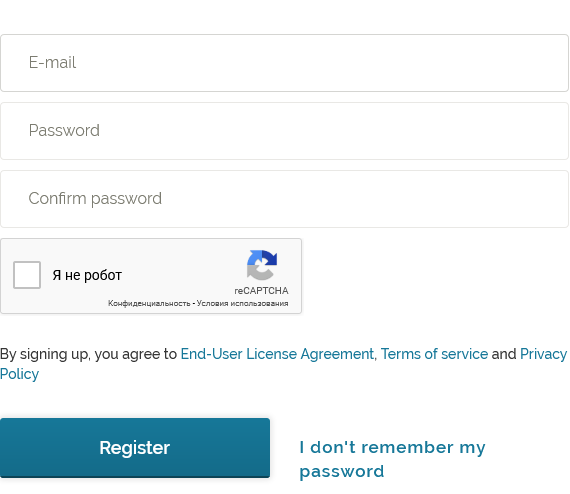 E-mail
Password
Confirm password
Я не робот
reCAPTCHA
Конфиденциальность - Условия использования
By signing up, you agree to End-User License Agreement, Terms of service and Privacy
Policy
Register
I don't remember my
password